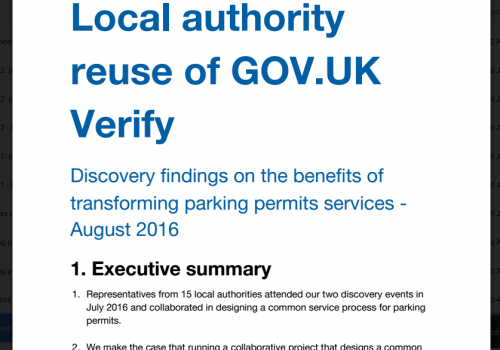 Local authority
reuse of GOV.UK
Verify
Discovery findings on the benefits of
transforming parking permits services -
August 2016
1. Executive summary
1. Representatives from 15 local authorities attended our two discovery events in
July 2016 and collaborated in designing a common service process for parking
permits.
2. We make the case that running a collaborative project that designs a common